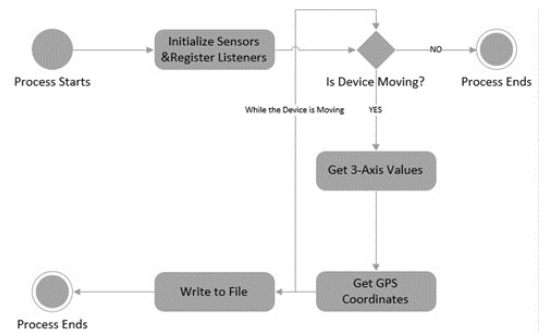 Initialize Sensors
&Register Listeners
NO
Process Starts
Is Device Moving?
Process Ends
While the Device is Moving
YES
Get 3-Axis Values
Write to File
Get GPS
Coordinates
Process Ends